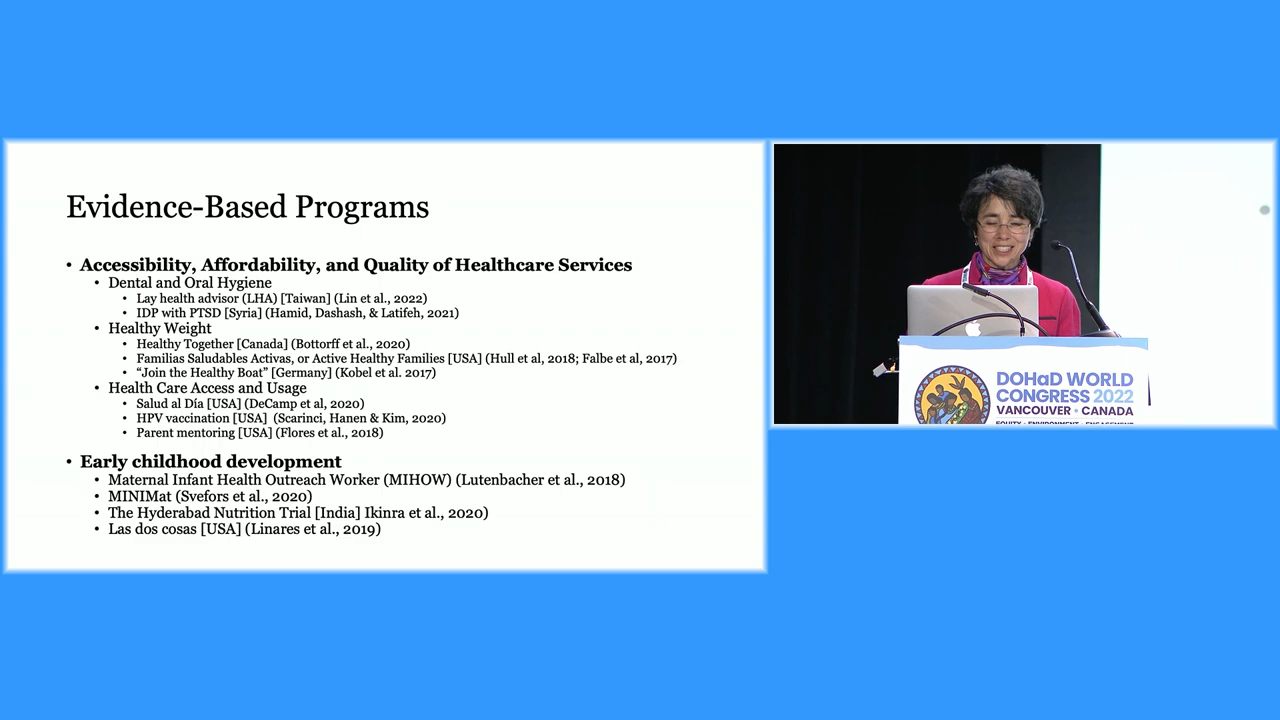 Evidence-Based Programs
• Accessibility, Affordability, and Quality of Healthcare Services
• Dental and Oral Hygiene
• Lay health advisor (LHA) [Taiwan] (Lin et al., 2022)
• IDP with PTSD [Syria] (Hamid, Dashash, & Latifeh, 2021)
• Healthy Weight
• Healthy Together [Canada] (Bottorff et al., 2020)
• Familias Saludables Activas, or Active Healthy Families [USA] (Hull et al, 2018; Falbe et al, 2017)
• “Join the Healthy Boat” [Germany] (Kobel et al. 2017)
• Health Care Access and Usage
• Salud al Día [USA] (DeCamp et al, 2020)
• HPV vaccination [USA] (Scarinci, Hanen & Kim, 2020)
• Parent mentoring [USA] (Flores et al., 2018)
• Early childhood development
• Maternal Infant Health Outreach Worker (MIHOW) (Lutenbacher et al., 2018)
• MINIMat (Svefors et al., 2020)
• The Hyderabad Nutrition Trial [India] Ikinra et al., 2020)
• Las dos cosas [USA] (Linares et al., 2019)
DOHaD WORLD
CONGRESS 2022
VANCOUVER • CANADA
EQUITY • ENVIRONMENT • ENGAGEMENT